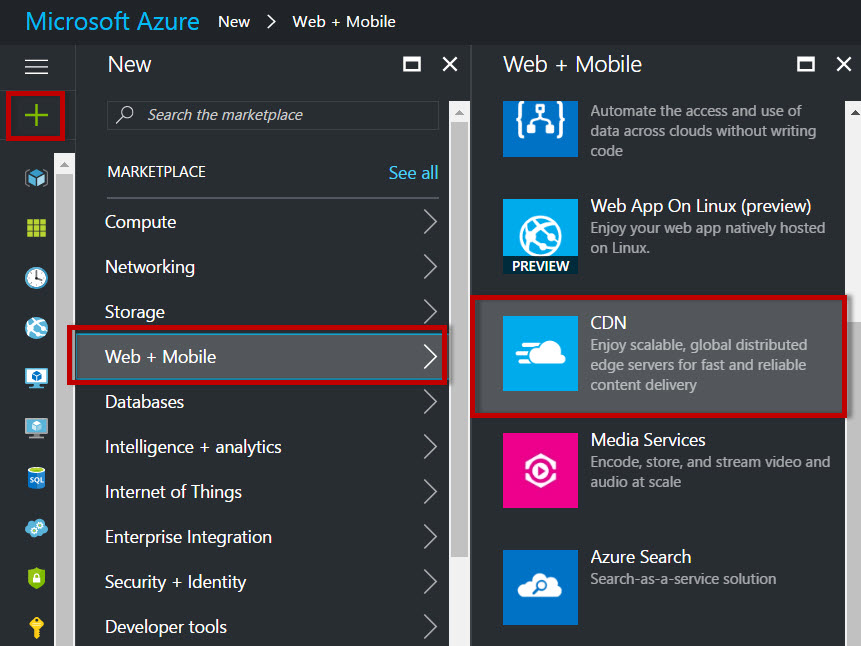 Microsoft Azure New > Web + Mobile
New
Search the marketplace
MARKETPLACE See all
Compute
Networking
Storage
Web + Mobile
Databases
Intelligence + analytics
Internet of Things
Enterprise Integration
Security + Identity
Developer tools
Web + Mobile
Automate the access and use of
data across clouds without writing
code
Web App On Linux (preview)
Enjoy your web app natively hosted
on Linux.
PREVIEW
CDN
Enjoy scalable, global distributed
edge servers for fast and reliable
content delivery
Media Services
Encode, store, and stream video and
audio at scale
Azure Search
Search-as-a-service solution
SQL